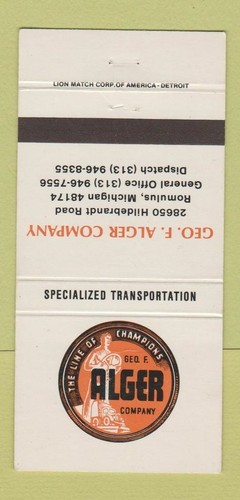 LION MATCH CORP. OF AMERICA - DETROIT
GEO. F. ALGER COMPANY
28650 Hildebrandt Road
Romulus, Michigan 48174
General Office (313) 946-7556
Dispatch (313) 946-8355
SPECIALIZED TRANSPORTATION
THE LINE OF CHAMPIONS
GEO. F.
ALGER
COMPANY